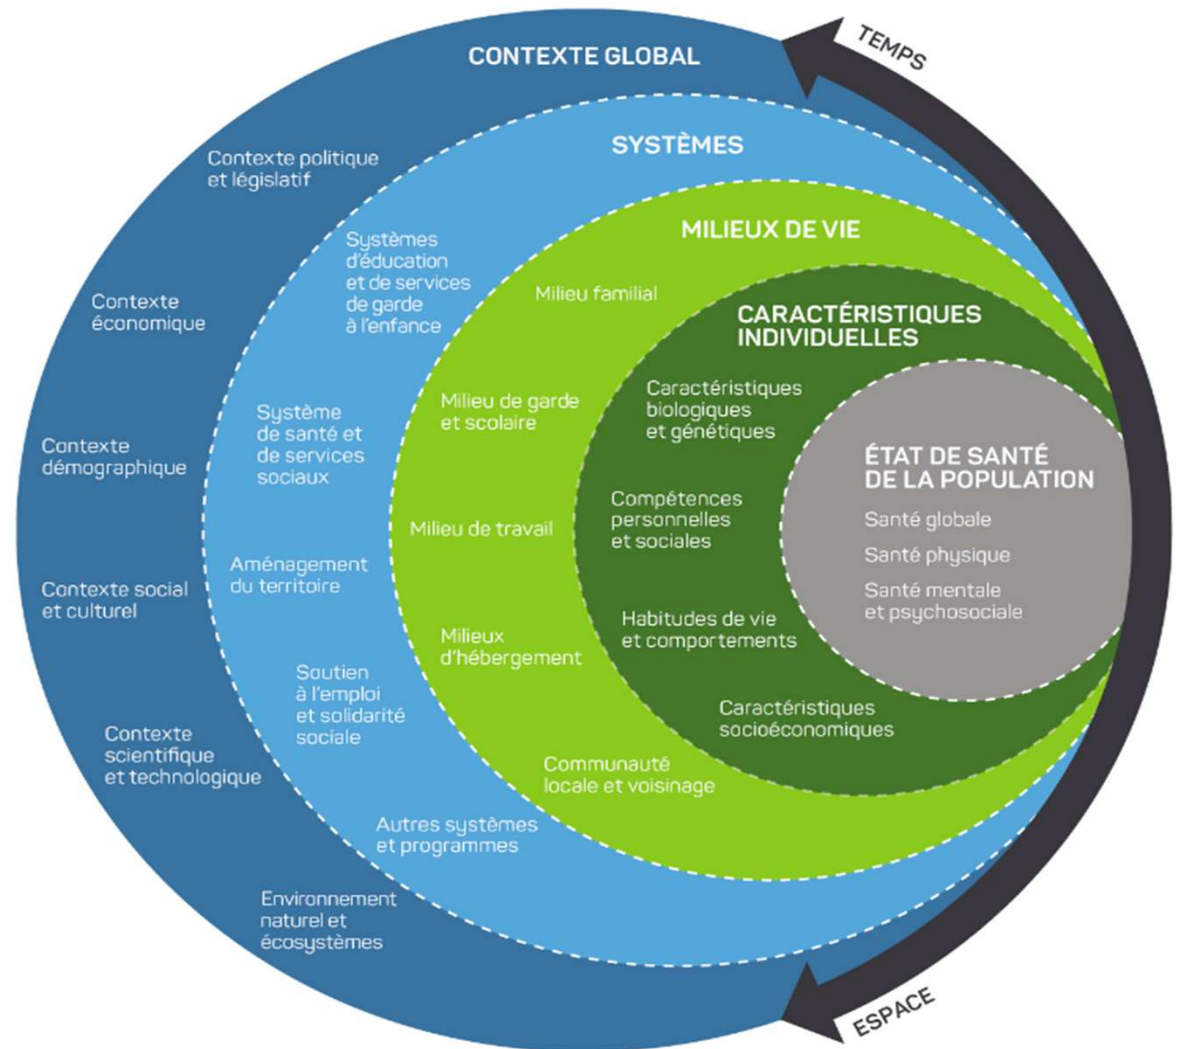 TEMPS
CONTEXTE GLOBAL
Contexte politique
et législatif
Contexte
économique
Contexte
démographique
Contexte social
et culturel
Contexte
scientifique
et technologique
Environnement
naturel et
écosystèmes
SYSTÈMES
Systèmes
d'éducation
et de services
de garde
à l'enfance
Système
de santé et
de services
sociaux
Aménagement
du territoire
Soutien
à l'emploi
et solidarité
sociale
Autres systèmes
et programmes
MILIEUX DE VIE
Milieu familial
Milieu de garde
et scolaire
Milieu de travail
Milieux
d'hébergement
Communauté
locale et voisinage
CARACTÉRISTIQUES
INDIVIDUELLES
Caractéristiques
biologiques
et génétiques
Compétences
personnelles
et sociales
Habitudes de vie
et comportements
Caractéristiques
socioéconomiques
ÉTAT DE SANTÉ
DE LA POPULATION
Santé globale
Santé physique
Santé mentale
et psychosociale
ESPACE